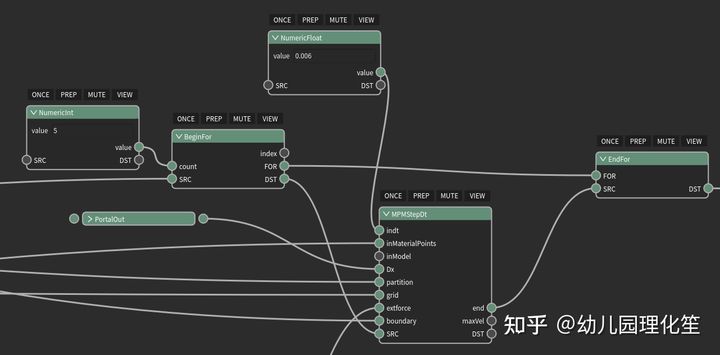 ONCE PREP MUTE VIEW
NumericFloat
value 0.006
value
SRC DST
ONCE PREP MUTE VIEW
NumericInt
value 5
value
SRC DST
ONCE PREP MUTE VIEW
BeginFor
index
count FOR
SRC DST
PortalOut
ONCE PREP MUTE VIEW
MPMStepDt
indt
inMaterialPoints
inModel
Dx
partition
grid
extforce end
boundary maxVel
SRC DST
ONCE PREP MUTE VIEW
EndFor
FOR
SRC DST
知乎 @幼儿园理化笙